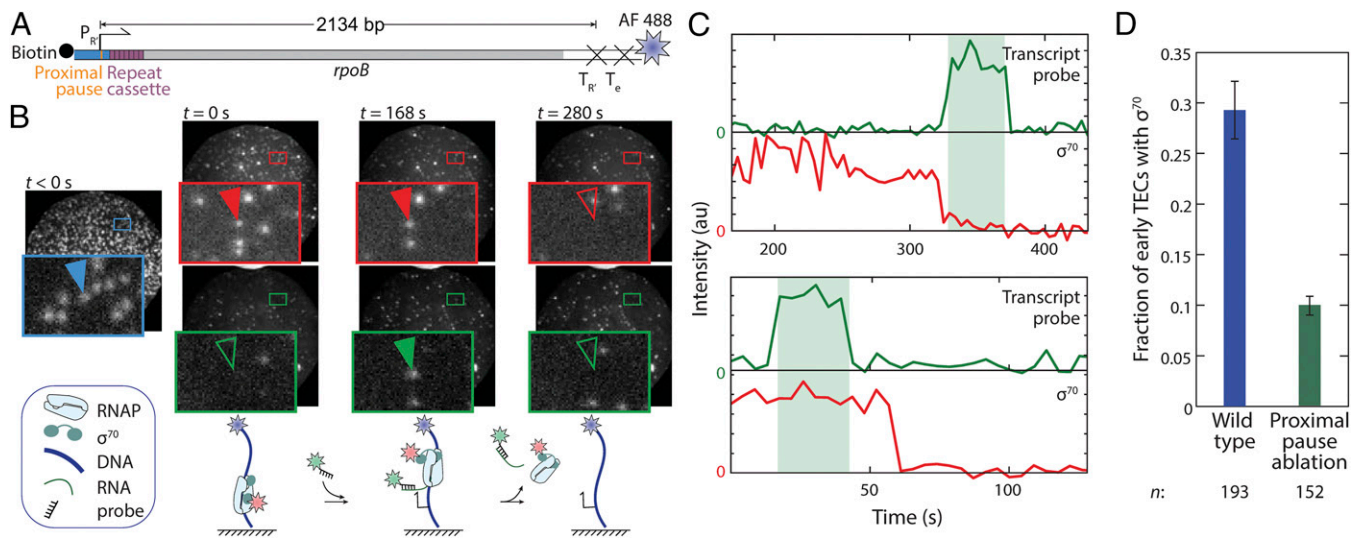 A
2134 bp
AF 488
P_R'
Biotin
Proximal pause
Repeat cassette
rpoB
T_R'
T_e
B
t < 0 s
t = 0 s
t = 168 s
t = 280 s
RNAP
σ70
DNA
RNA
probe
C
Transcript
probe
0
σ70
0
200
300
400
Intensity (au)
Transcript
probe
0
σ70
0
50
100
Time (s)
D
Fraction of early TECs with σ70
0.35
0.3
0.25
0.2
0.15
0.1
0.05
0
Wild type
Proximal pause ablation
n:
193
152